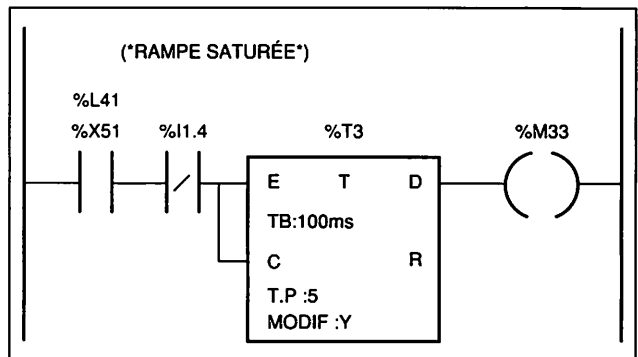 (*RAMPE SATURÉE*)
%L41
%X51 %I1.4 %T3 %M33
E T D
TB:100ms
C R
T.P :5
MODIF :Y